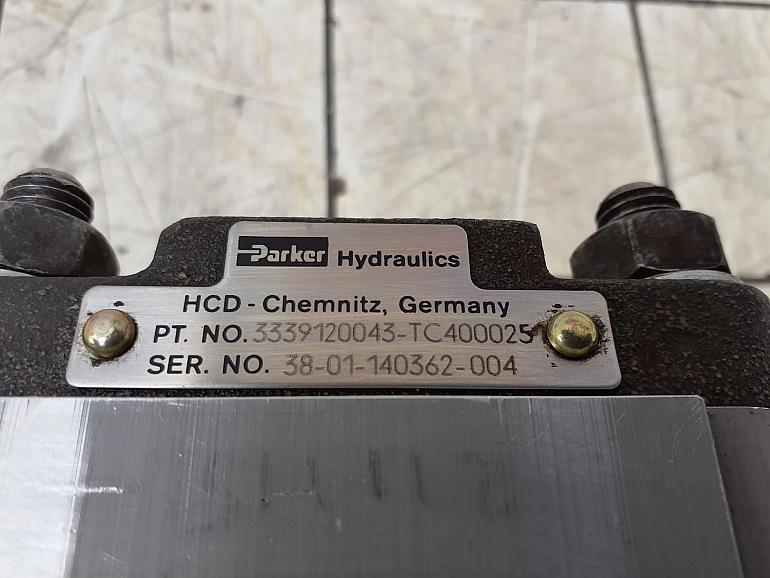 Parker Hydraulics
HCD - Chemnitz, Germany
PT. NO. 3339120043-TC400025
SER. NO. 38-01-140362-004